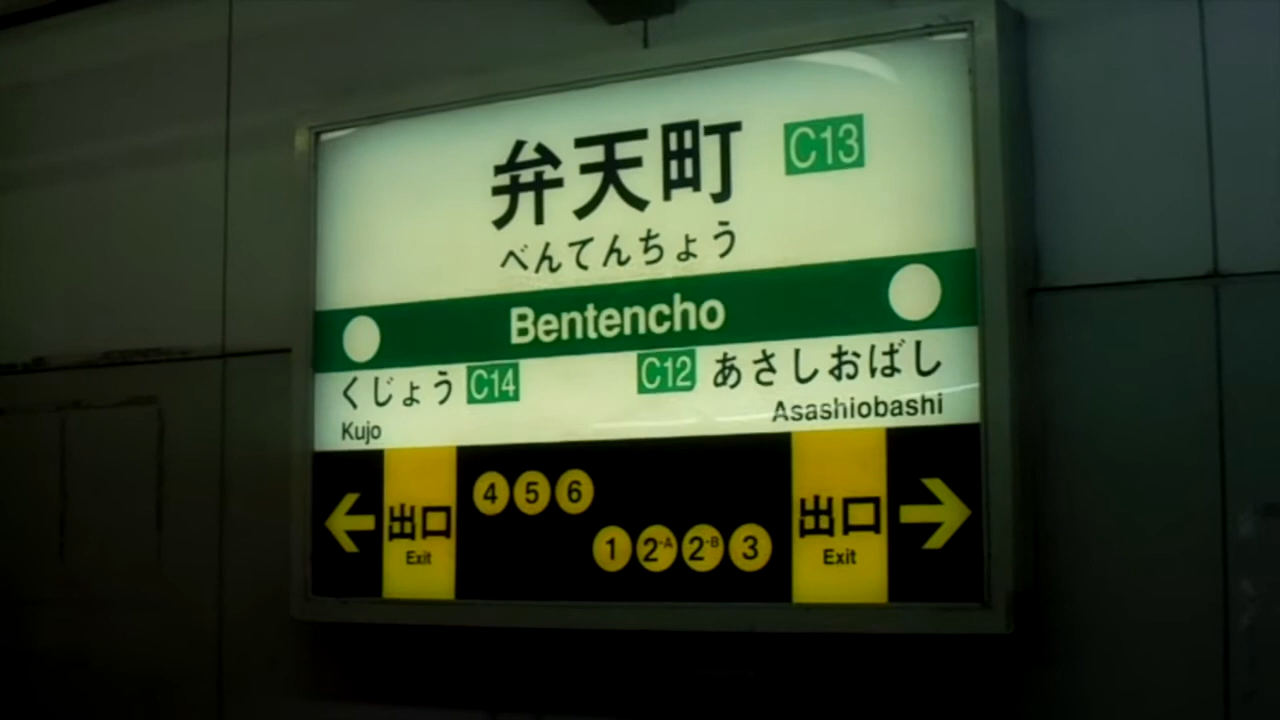 弁天町 C13
べんてんちょう
Bentencho
くじょう C14 C12 あさしおばし
Kujo Asashiobashi
出口 4 5 6 出口
Exit 1 2-A 2-B 3 Exit